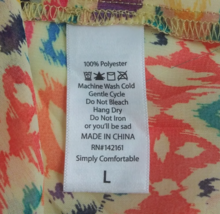 100% Polyester
Machine Wash Cold
Gentle Cycle
Do Not Bleach
Hang Dry
Do Not Iron
or you'll be sad
MADE IN CHINA
RN#142161
Simply Comfortable
L